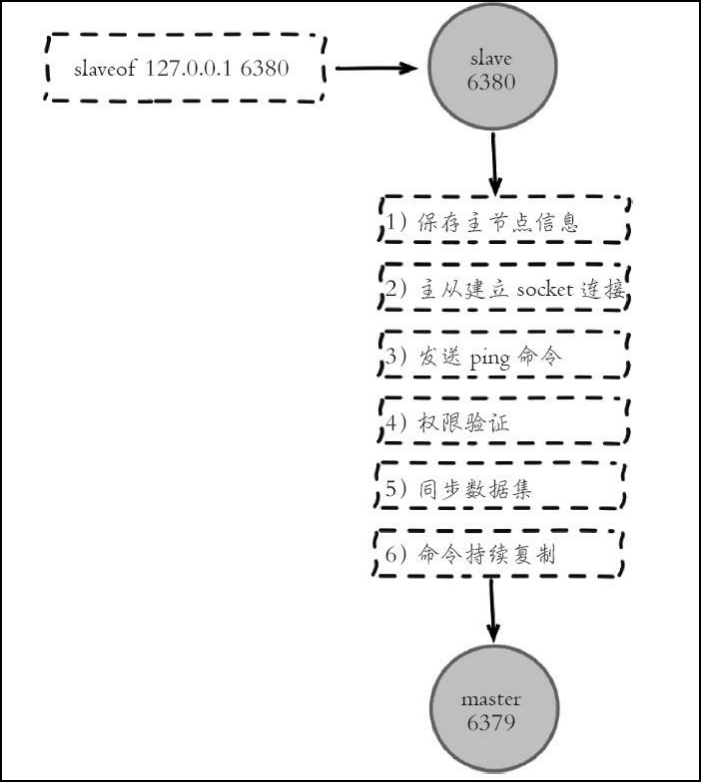 slaveof 127.0.0.1 6380
slave
6380
1) 保存主节点信息
2) 主从建立 socket 连接
3) 发送 ping 命令
4) 权限验证
5) 同步数据集
6) 命令持续复制
master
6379